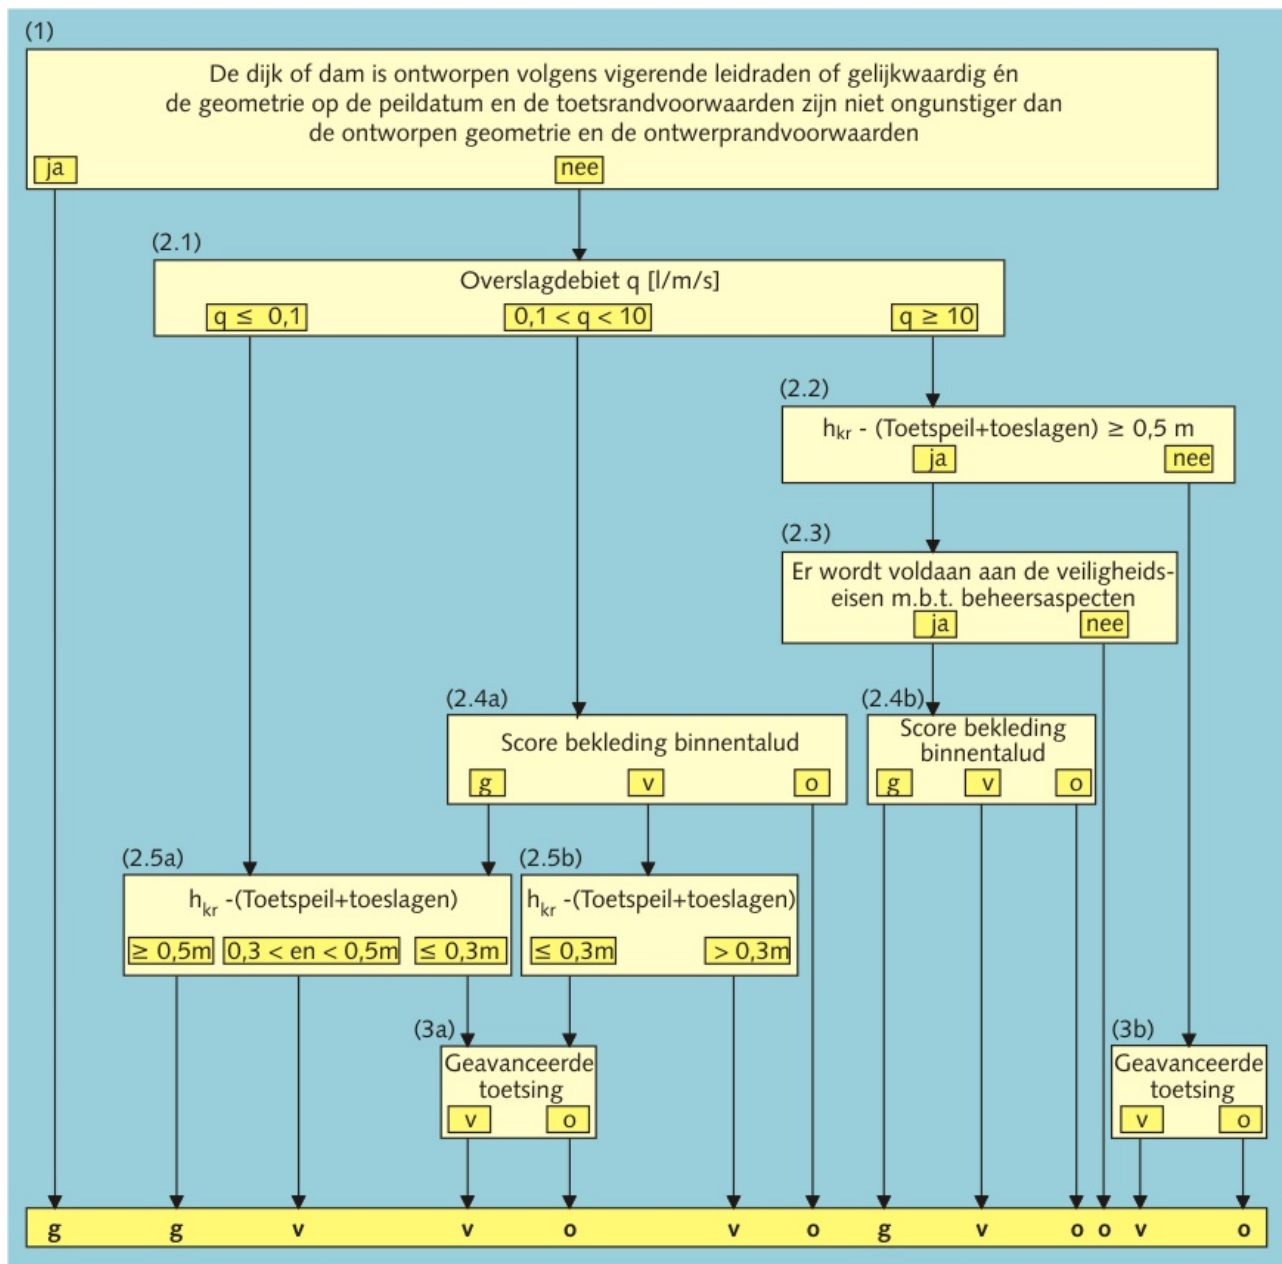 (1)
De dijk of dam is ontworpen volgens vigerende leidraden of gelijkwaardig én
de geometrie op de peildatum en de toetsrandvoorwaarden zijn niet ongunstiger dan
de ontworpen geometrie en de ontwerprandvoorwaarden
ja nee
(2.1)
Overslagdebiet q [l/m/s]
q ≤ 0,1 0,1 < q < 10 q ≥ 10
(2.2)
hkr - (Toetspeil+toeslagen) ≥ 0,5 m
ja nee
(2.3)
Er wordt voldaan aan de veiligheids-
eisen m.b.t. beheersaspecten
ja nee
(2.4a)
Score bekleding binnentalud
g v o
(2.4b)
Score bekleding
binnentalud
g v o
(2.5a)
hkr -(Toetspeil+toeslagen)
≥ 0,5m 0,3 < en < 0,5m ≤ 0,3m
(2.5b)
hkr -(Toetspeil+toeslagen)
≤ 0,3m > 0,3m
(3a)
Geavanceerde
toetsing
v o
(3b)
Geavanceerde
toetsing
v o
g g v v o v o g v o o v o